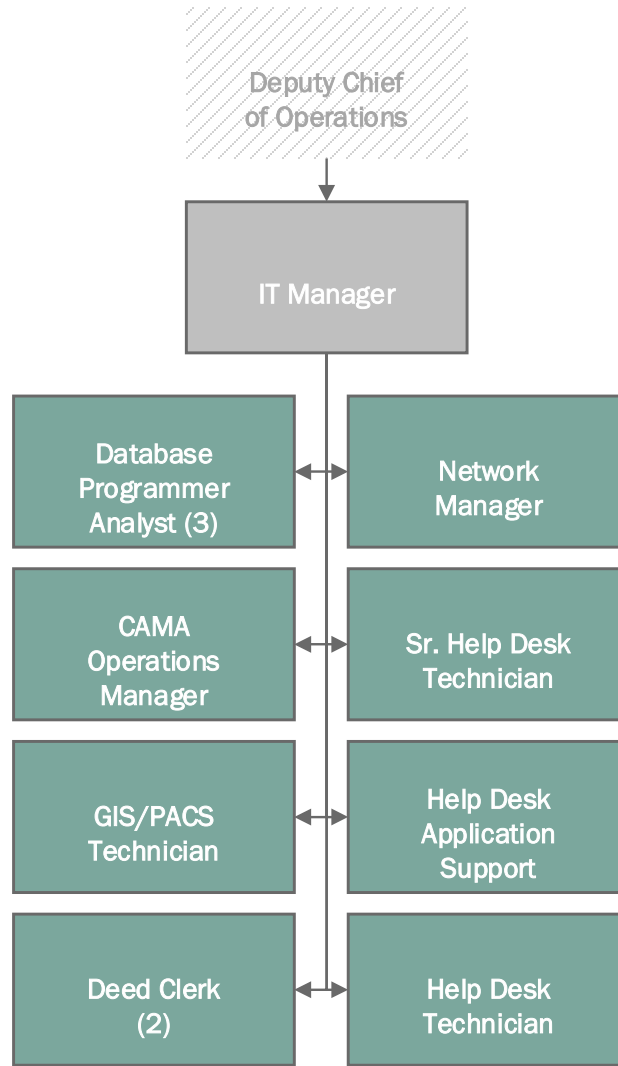 Deputy Chief
of Operations
IT Manager
Database
Programmer
Analyst (3)
Network
Manager
CAMA
Operations
Manager
Sr. Help Desk
Technician
GIS/PACS
Technician
Help Desk
Application
Support
Deed Clerk
(2)
Help Desk
Technician